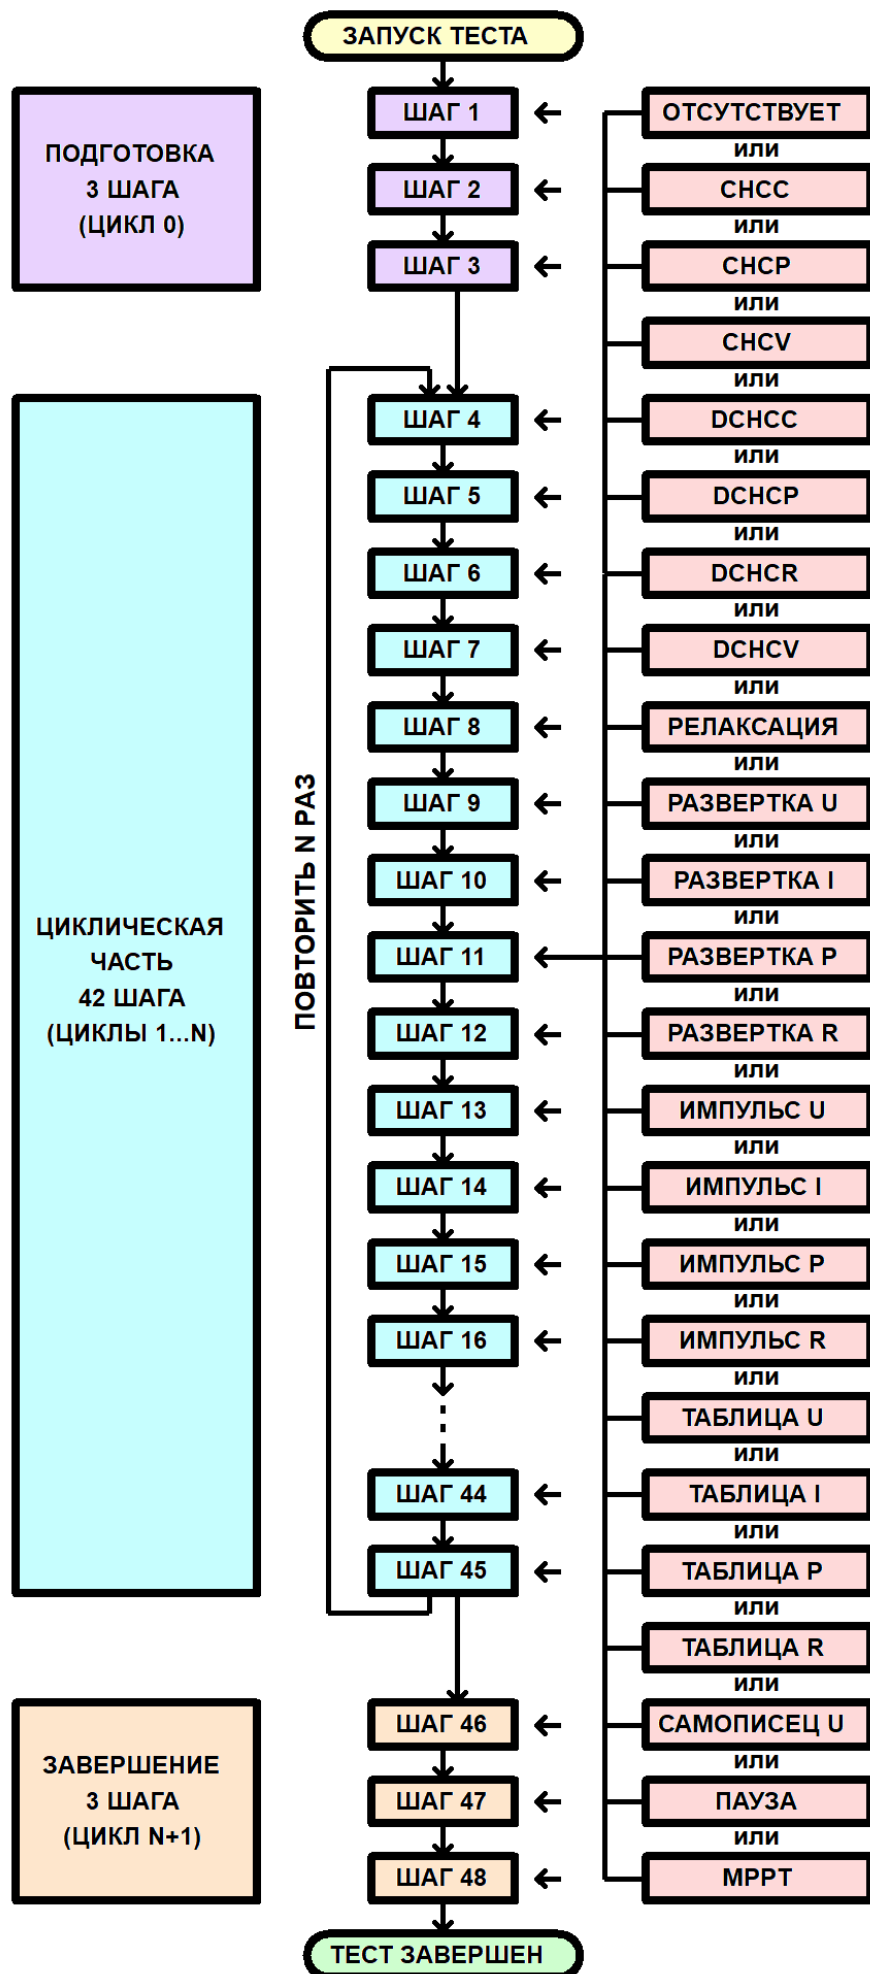 ЗАПУСК ТЕСТА
ПОДГОТОВКА
3 ШАГА
(ЦИКЛ 0)
ШАГ 1
ШАГ 2
ШАГ 3
ЦИКЛИЧЕСКАЯ
ЧАСТЬ
42 ШАГА
(ЦИКЛЫ 1...N)
ПОВТОРИТЬ N РАЗ
ШАГ 4
ШАГ 5
ШАГ 6
ШАГ 7
ШАГ 8
ШАГ 9
ШАГ 10
ШАГ 11
ШАГ 12
ШАГ 13
ШАГ 14
ШАГ 15
ШАГ 16
ШАГ 44
ШАГ 45
ЗАВЕРШЕНИЕ
3 ШАГА
(ЦИКЛ N+1)
ШАГ 46
ШАГ 47
ШАГ 48
ТЕСТ ЗАВЕРШЕН
ОТСУТСТВУЕТ
или
CHCC
или
CHCP
или
CHCV
или
DCHCC
или
DCHCP
или
DCHCR
или
DCHCV
или
РЕЛАКСАЦИЯ
или
РАЗВЕРТКА U
или
РАЗВЕРТКА I
или
РАЗВЕРТКА P
или
РАЗВЕРТКА R
или
ИМПУЛЬС U
или
ИМПУЛЬС I
или
ИМПУЛЬС P
или
ИМПУЛЬС R
или
ТАБЛИЦА U
или
ТАБЛИЦА I
или
ТАБЛИЦА P
или
ТАБЛИЦА R
или
САМОПИСЕЦ U
или
ПАУЗА
или
MPPT